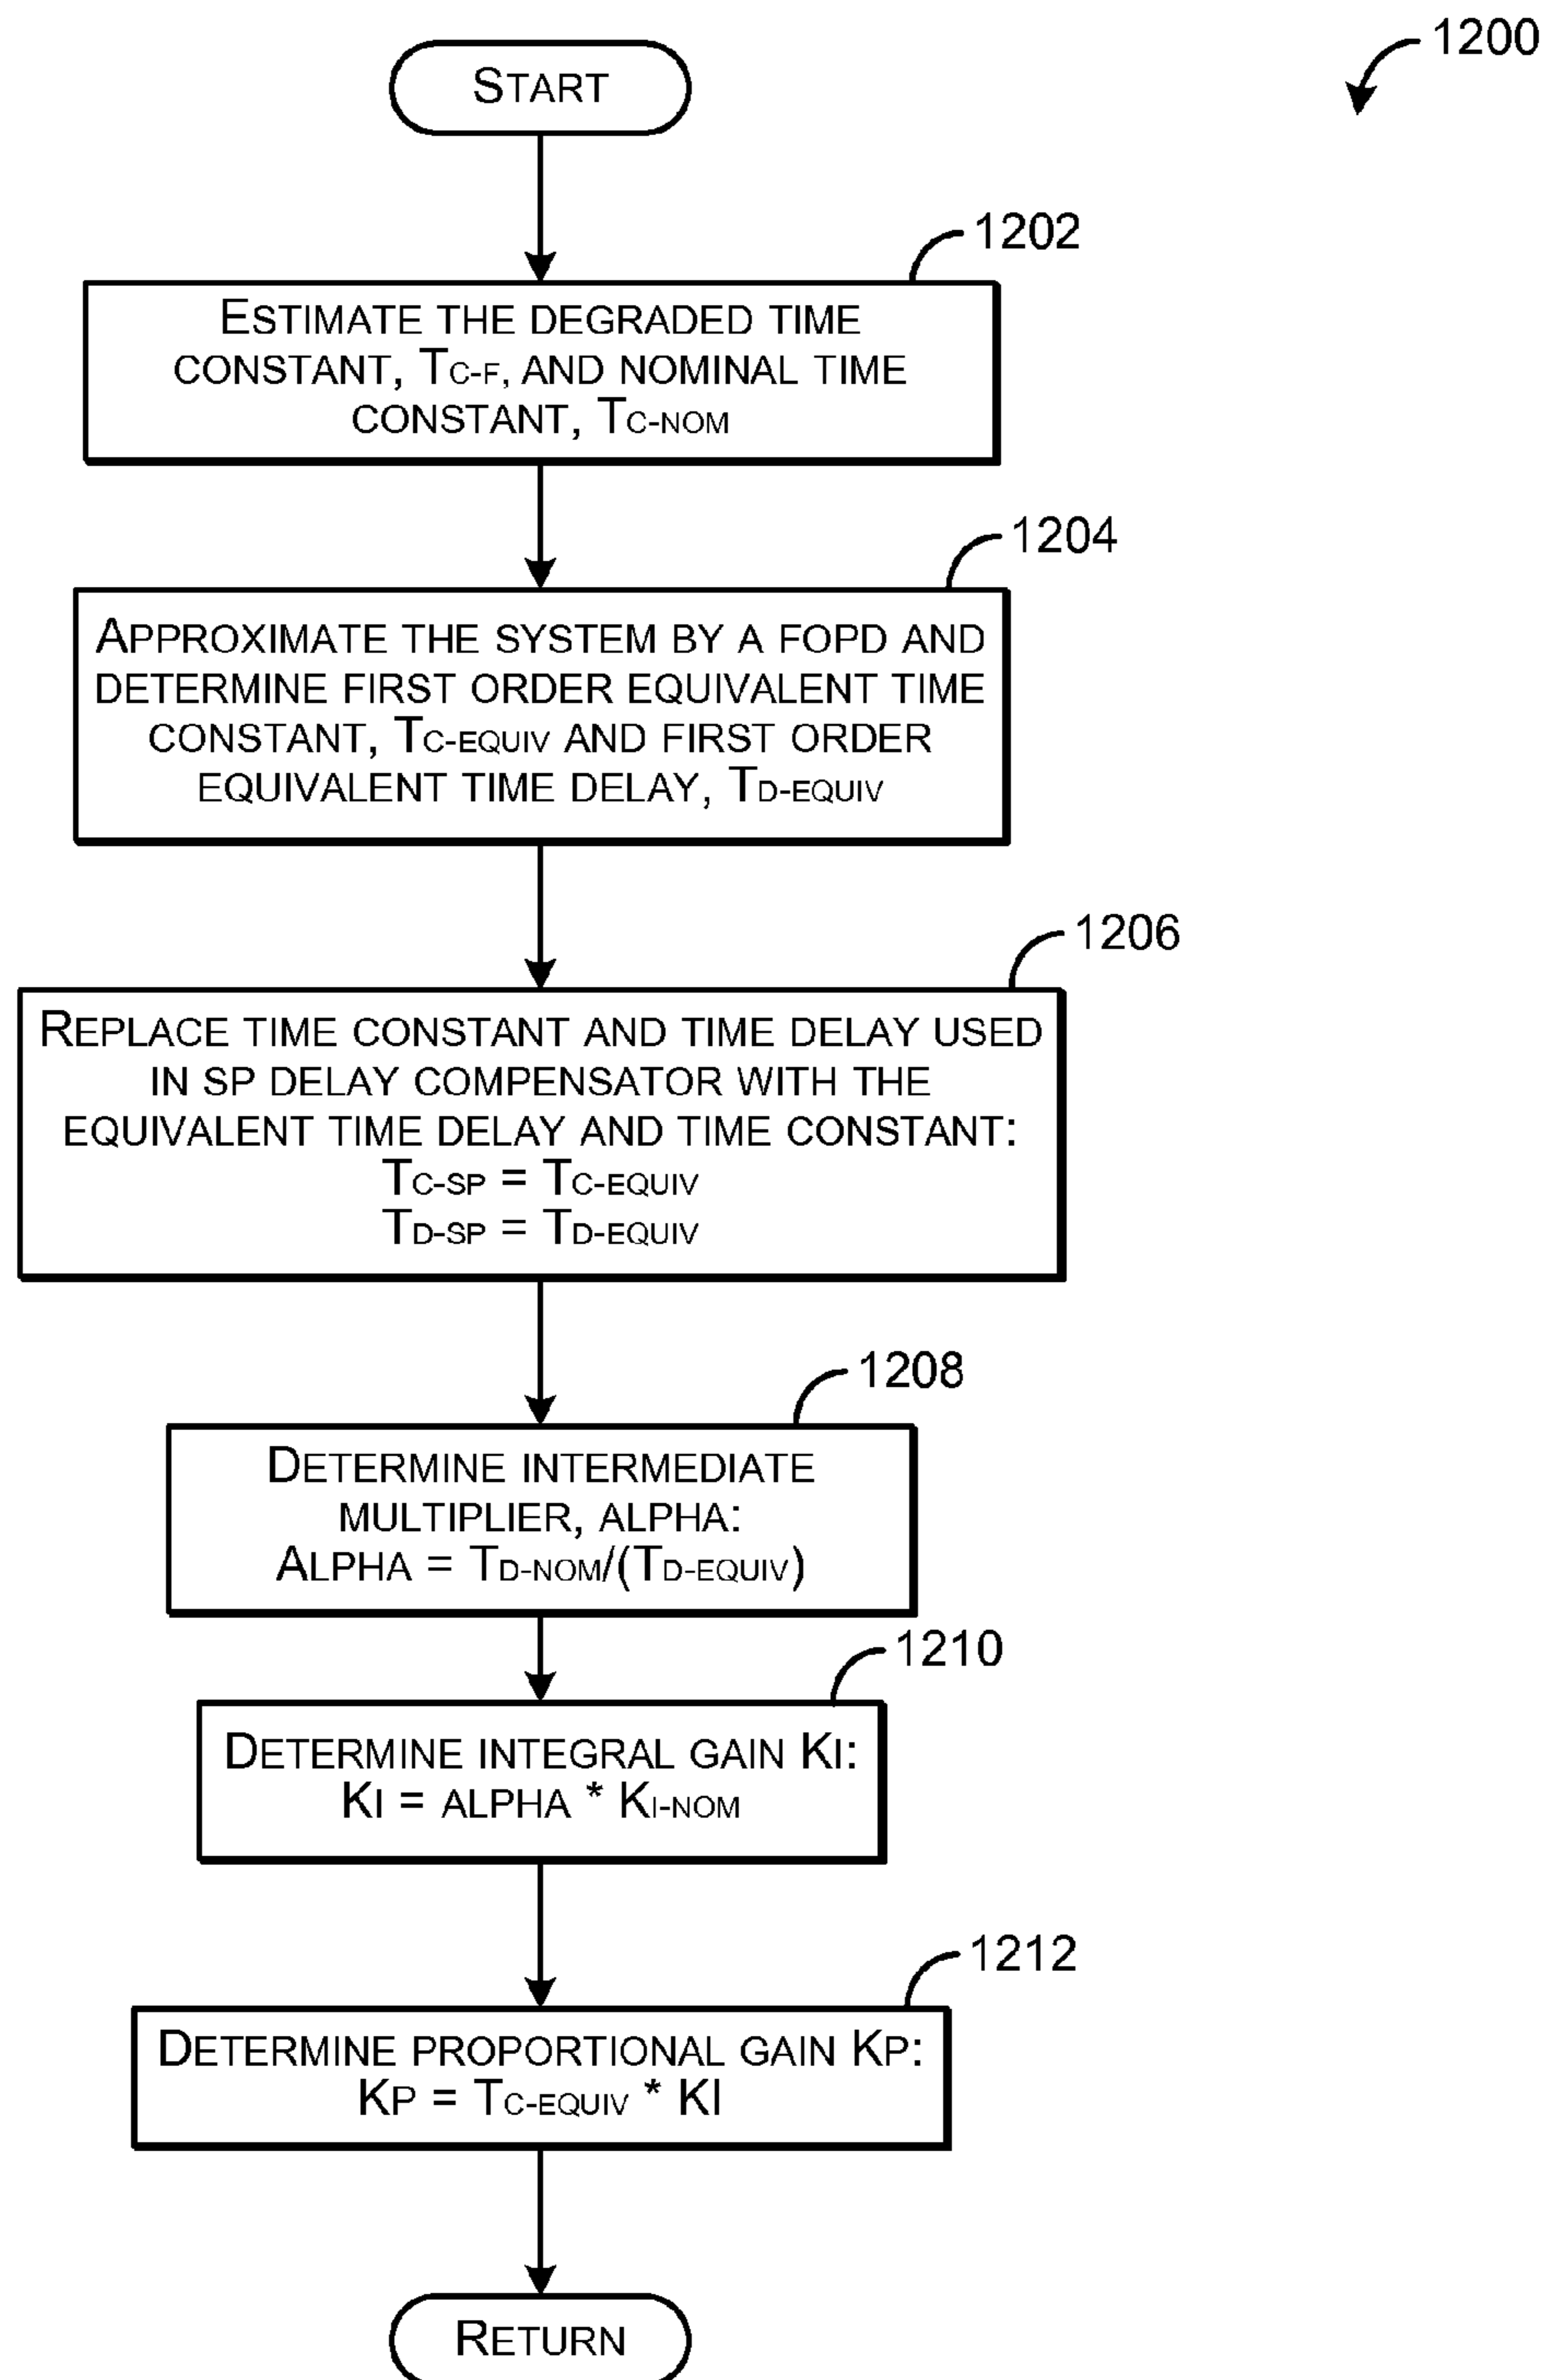 1200
START
1202
ESTIMATE THE DEGRADED TIME
CONSTANT, TC-F, AND NOMINAL TIME
CONSTANT, TC-NOM
1204
APPROXIMATE THE SYSTEM BY A FOPD AND
DETERMINE FIRST ORDER EQUIVALENT TIME
CONSTANT, TC-EQUIV AND FIRST ORDER
EQUIVALENT TIME DELAY, TD-EQUIV
1206
REPLACE TIME CONSTANT AND TIME DELAY USED
IN SP DELAY COMPENSATOR WITH THE
EQUIVALENT TIME DELAY AND TIME CONSTANT:
TC-SP = TC-EQUIV
TD-SP = TD-EQUIV
1208
DETERMINE INTERMEDIATE
MULTIPLIER, ALPHA:
ALPHA = TD-NOM/(TD-EQUIV)
1210
DETERMINE INTEGRAL GAIN KI:
KI = ALPHA * KI-NOM
1212
DETERMINE PROPORTIONAL GAIN KP:
KP = TC-EQUIV * KI
RETURN